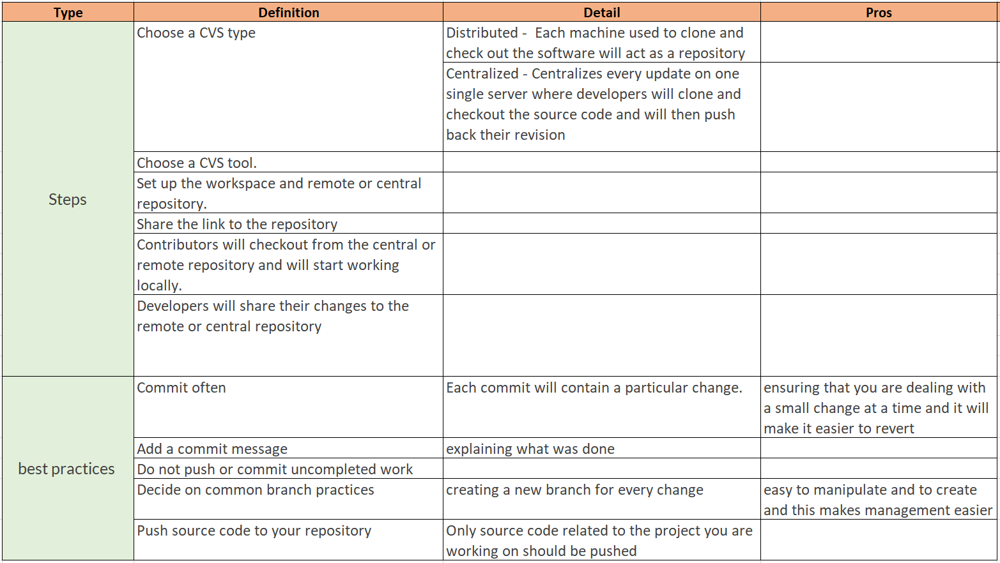 Type Definition Detail Pros
Steps
Choose a CVS type
Distributed -  Each machine used to clone and
check out the software will act as a repository
Centralized - Centralizes every update on one
single server where developers will clone and
checkout the source code and will then push
back their revision
Choose a CVS tool.
Set up the workspace and remote or central
repository.
Share the link to the repository
Contributors will checkout from the central or
remote repository and will start working
locally.
Developers will share their changes to the
remote or central repository
best practices
Commit often
Each commit will contain a particular change.
ensuring that you are dealing with
a small change at a time and it will
make it easier to revert
Add a commit message
explaining what was done
Do not push or commit uncompleted work
Decide on common branch practices
creating a new branch for every change
easy to manipulate and to create
and this makes management easier
Push source code to your repository
Only source code related to the project you are
working on should be pushed